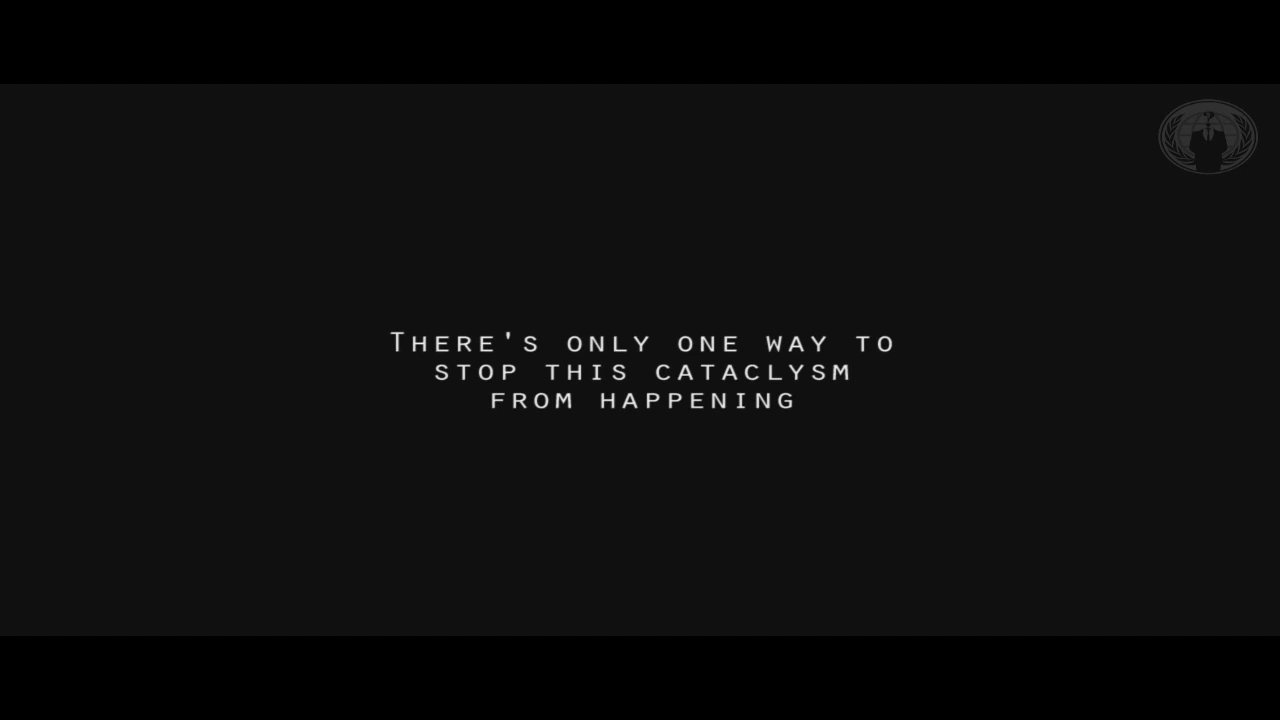 There's only one way to
stop this cataclysm
from happening